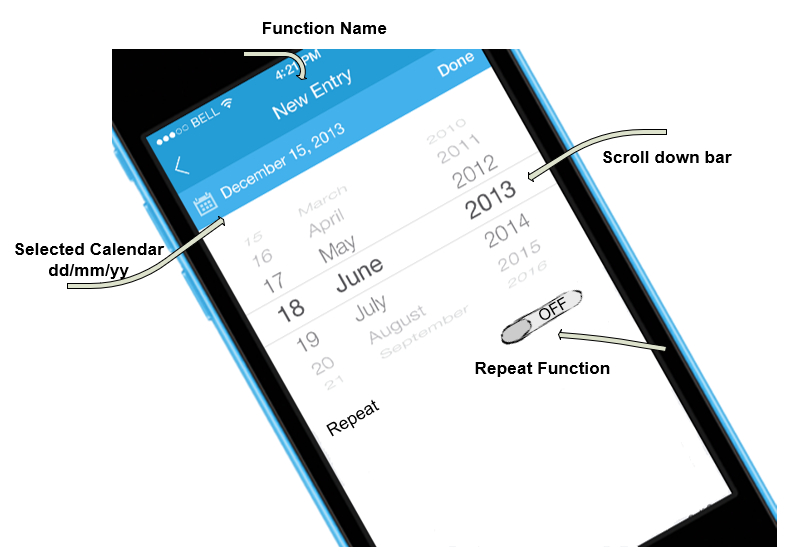 Function Name
●●●○○ BELL 4:21 PM
New Entry
Done
December 15, 2013
Scroll down bar
Selected Calendar
dd/mm/yy
15 March 2010
16 April 2011
17 May 2012
18 June 2013
19 July 2014
20 August 2015
21 September 2016
OFF
Repeat Function
Repeat